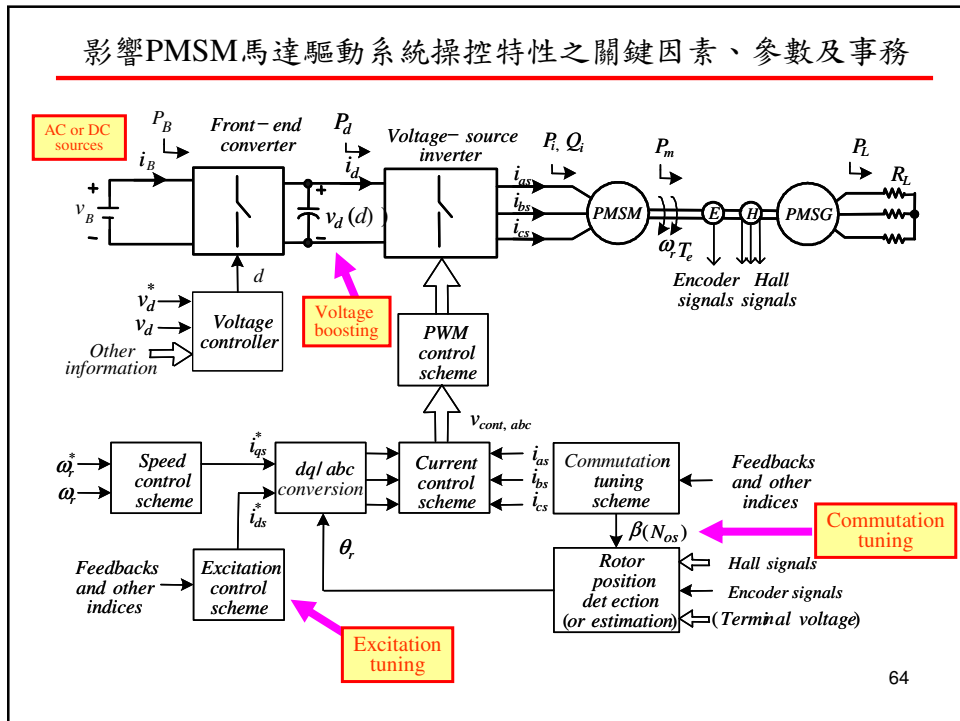 影響PMSM馬達驅動系統操控特性之關鍵因素、參數及事務
AC or DC
sources
P_B
i_B
+
v_B
-
Front-end
converter
P_d
i_d
+
v_d(d)
-
Voltage-source
inverter
i_as
i_bs
i_cs
P_i, Q_i
PMSM
P_m
ω_r T_e
E
H
Encoder
signals
Hall
signals
PMSG
P_L
R_L
d
v_d^*
v_d
Other
information
Voltage
controller
Voltage
boosting
PWM
control
scheme
v_cont, abc
ω_r^*
ω_r
Speed
control
scheme
i_qs^*
i_ds^*
dq/abc
conversion
Current
control
scheme
i_as
i_bs
i_cs
Commutation
tuning
scheme
Feedbacks
and other
indices
β(N_os)
Commutation
tuning
θ_r
Feedbacks
and other
indices
Excitation
control
scheme
Excitation
tuning
Rotor
position
detection
(or estimation)
Hall signals
Encoder signals
(Terminal voltage)
64